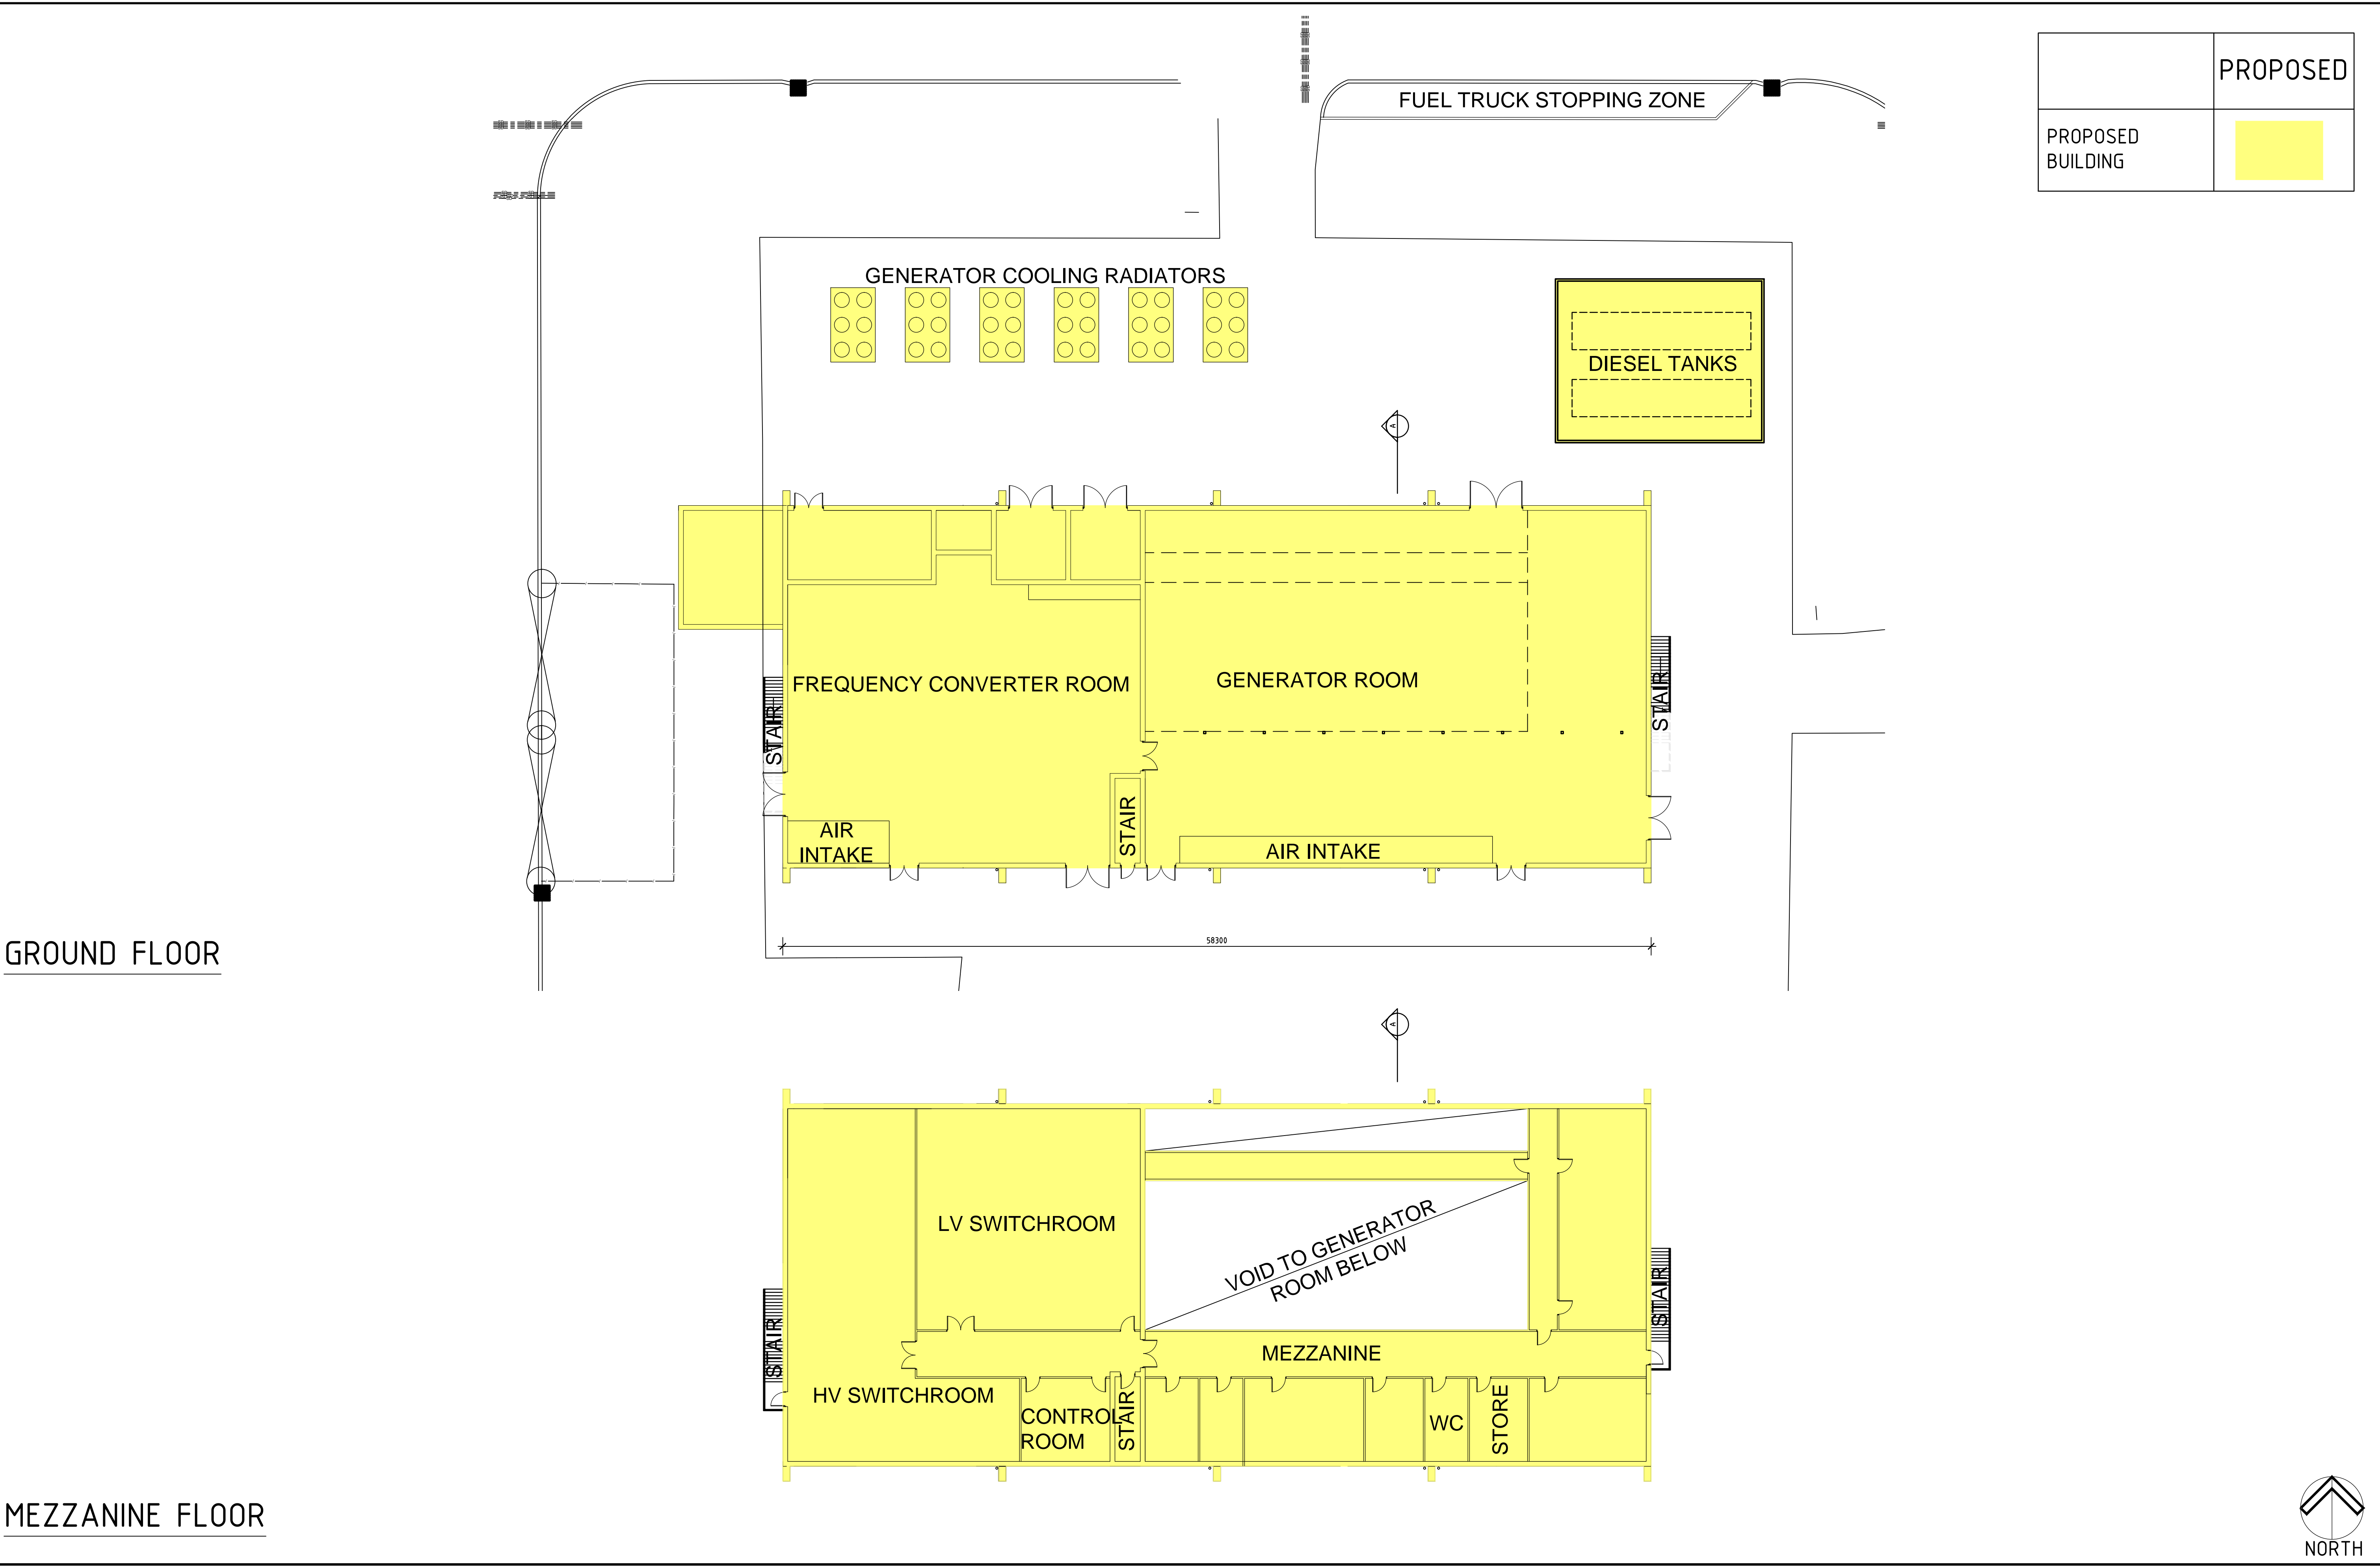 PROPOSED
PROPOSED
BUILDING
FUEL TRUCK STOPPING ZONE
GENERATOR COOLING RADIATORS
DIESEL TANKS
A
FREQUENCY CONVERTER ROOM
GENERATOR ROOM
STAIR
STAIR
STAIR
AIR
INTAKE
AIR INTAKE
58300
GROUND FLOOR
A
LV SWITCHROOM
VOID TO GENERATOR
ROOM BELOW
STAIR
STAIR
MEZZANINE
HV SWITCHROOM
CONTROL
ROOM
STAIR
WC
STORE
MEZZANINE FLOOR
NORTH